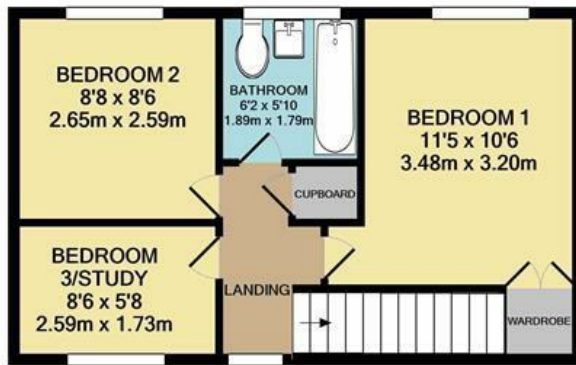 BEDROOM 2
8'8 x 8'6
2.65m x 2.59m
BATHROOM
6'2 x 5'10
1.89m x 1.79m
BEDROOM 1
11'5 x 10'6
3.48m x 3.20m
CUPBOARD
BEDROOM
3/STUDY
8'6 x 5'8
2.59m x 1.73m
LANDING
WARDROBE